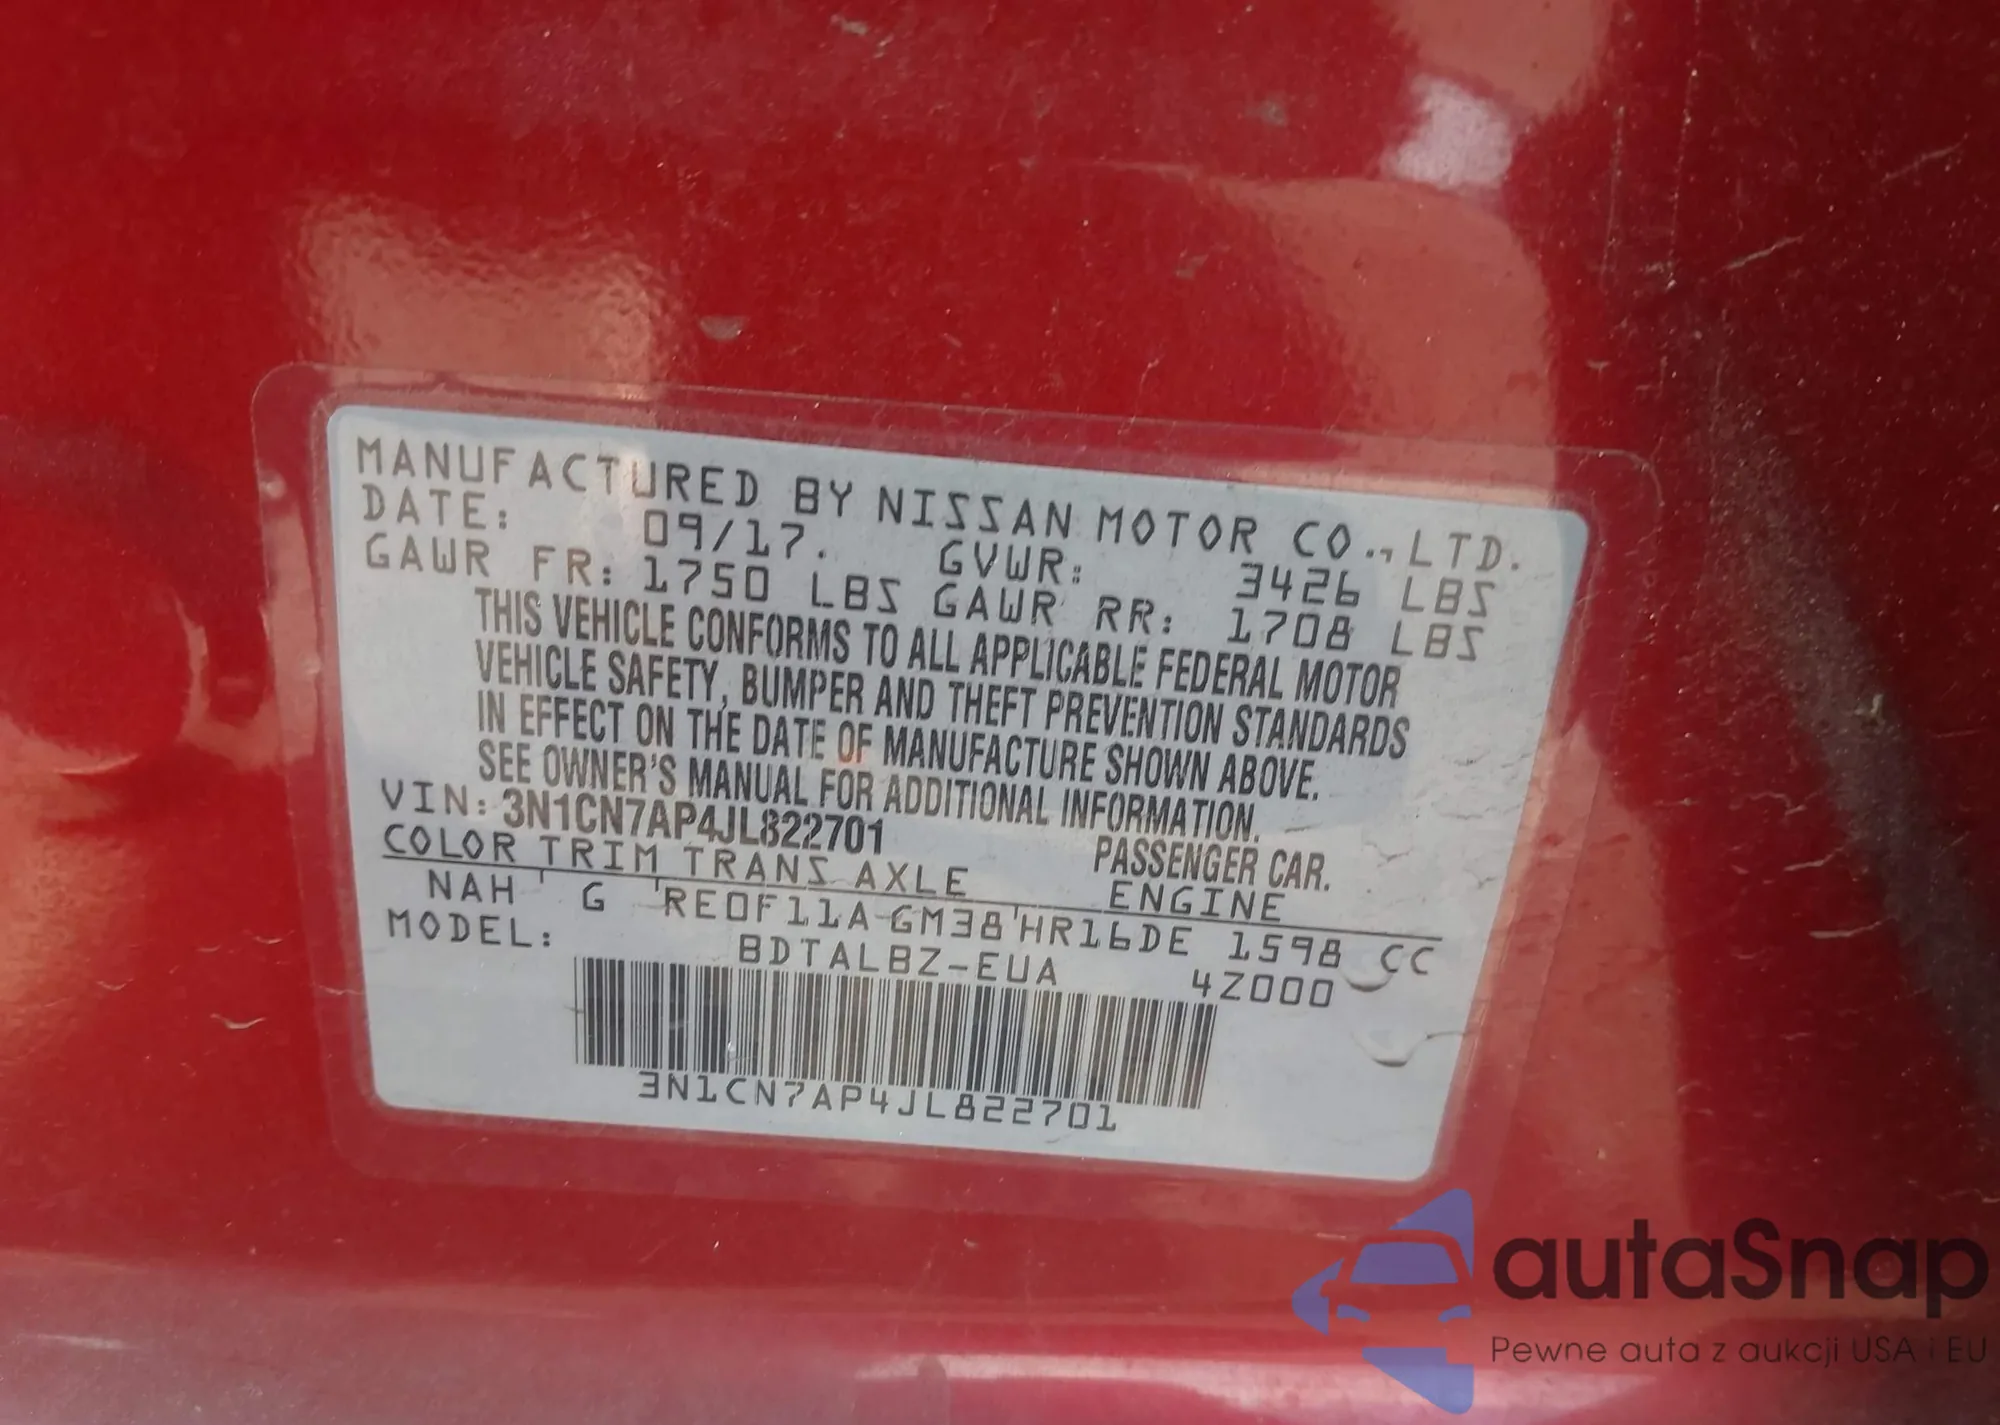 MANUFACTURED BY NISSAN MOTOR CO., LTD.
DATE: 09/17. GVWR: 3426 LBS
GAWR FR: 1750 LBS GAWR RR: 1708 LBS
THIS VEHICLE CONFORMS TO ALL APPLICABLE FEDERAL MOTOR
VEHICLE SAFETY, BUMPER AND THEFT PREVENTION STANDARDS
IN EFFECT ON THE DATE OF MANUFACTURE SHOWN ABOVE.
SEE OWNER'S MANUAL FOR ADDITIONAL INFORMATION.
VIN: 3N1CN7AP4JL822701 PASSENGER CAR.
COLOR TRIM TRANS AXLE ENGINE
NAH G RE0F11A GM38 HR16DE 1598 CC
MODEL: BDTALBZ-EUA 4Z000
3N1CN7AP4JL822701
autaSnap
Pewne auta z aukcji USA i EU